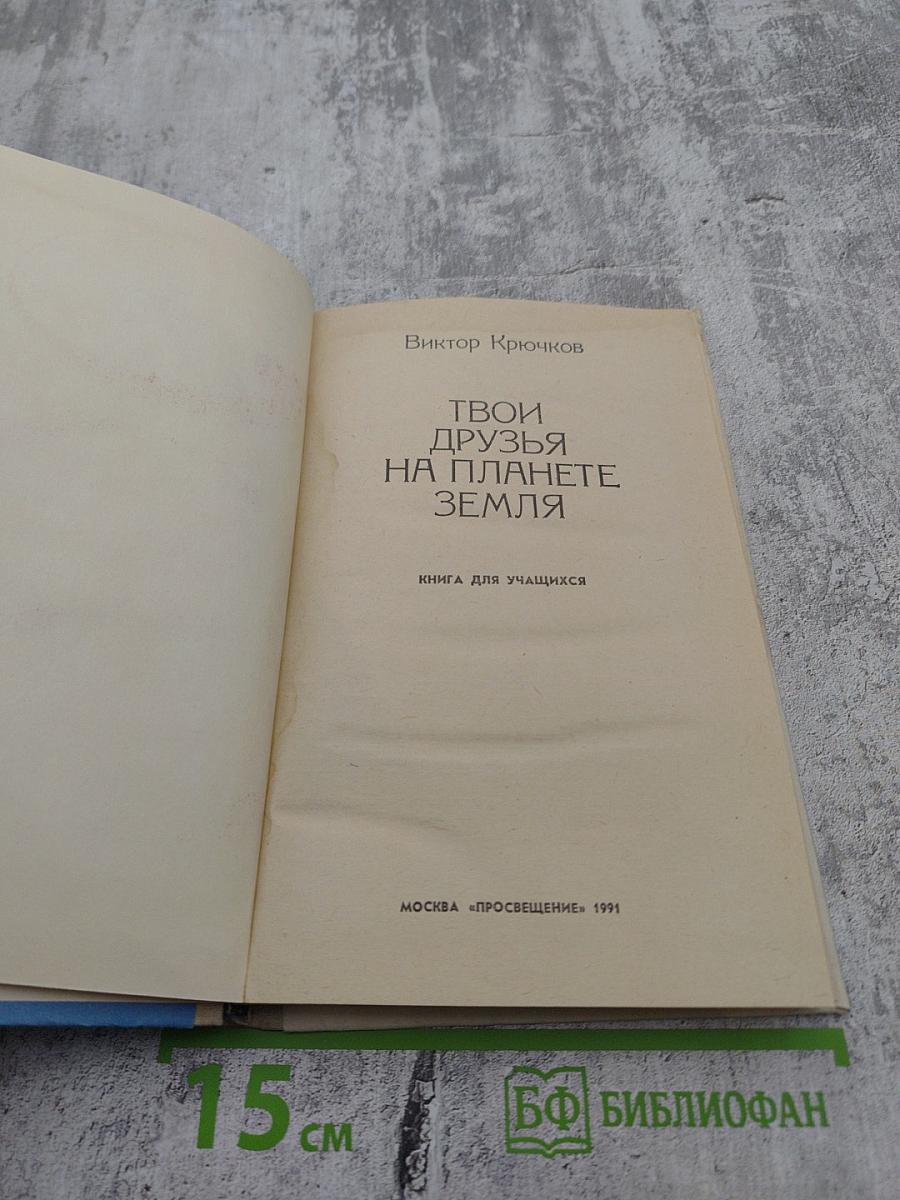 Виктор Крючков
ТВОИ
ДРУЗЬЯ
НА ПЛАНЕТЕ
ЗЕМЛЯ
КНИГА ДЛЯ УЧАЩИХСЯ
МОСКВА «ПРОСВЕЩЕНИЕ» 1991
15 см
БФ БИБЛИОФАН